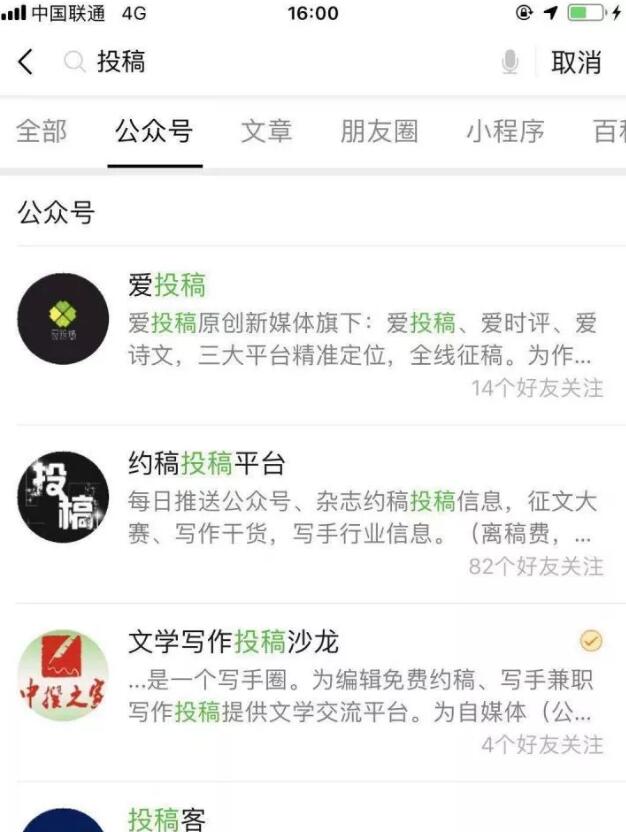 中国联通 4G 16:00
投稿 取消
全部 公众号 文章 朋友圈 小程序 百科
公众号
爱投稿
爱投稿原创新媒体旗下：爱投稿、爱时评、爱
诗文，三大平台精准定位，全线征稿。为作...
14个好友关注
投稿
约稿投稿平台
每日推送公众号、杂志约稿投稿信息，征文大
赛、写作干货，写手行业信息。（离稿费，...
82个好友关注
中撰之家
文学写作投稿沙龙
...是一个写手圈。为编辑免费约稿、写手兼职
写作投稿提供文学交流平台。为自媒体（公...
4个好友关注
投稿客